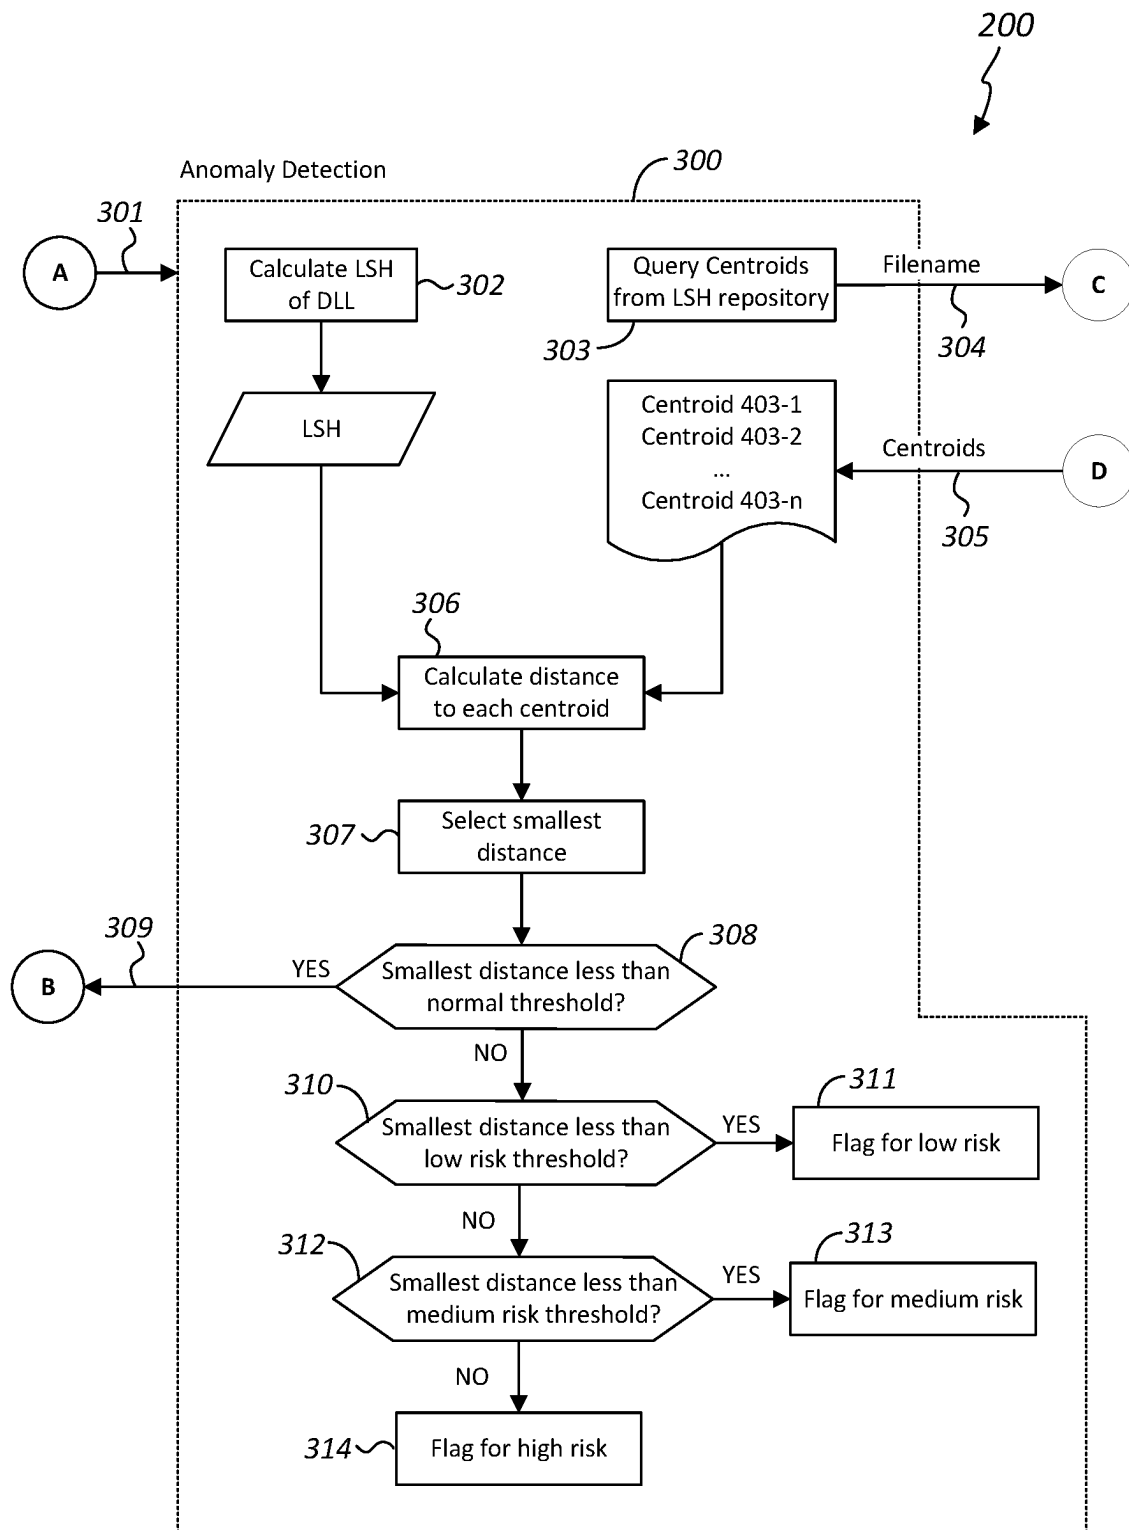 200
Anomaly Detection
300
301
A
Calculate LSH
of DLL
302
Query Centroids
from LSH repository
303
Filename
304
C
LSH
Centroid 403-1
Centroid 403-2
...
Centroid 403-n
Centroids
305
D
306
Calculate distance
to each centroid
307
Select smallest
distance
308
309
B
YES
Smallest distance less than
normal threshold?
NO
310
Smallest distance less than
low risk threshold?
YES
311
Flag for low risk
NO
312
Smallest distance less than
medium risk threshold?
YES
313
Flag for medium risk
NO
314
Flag for high risk